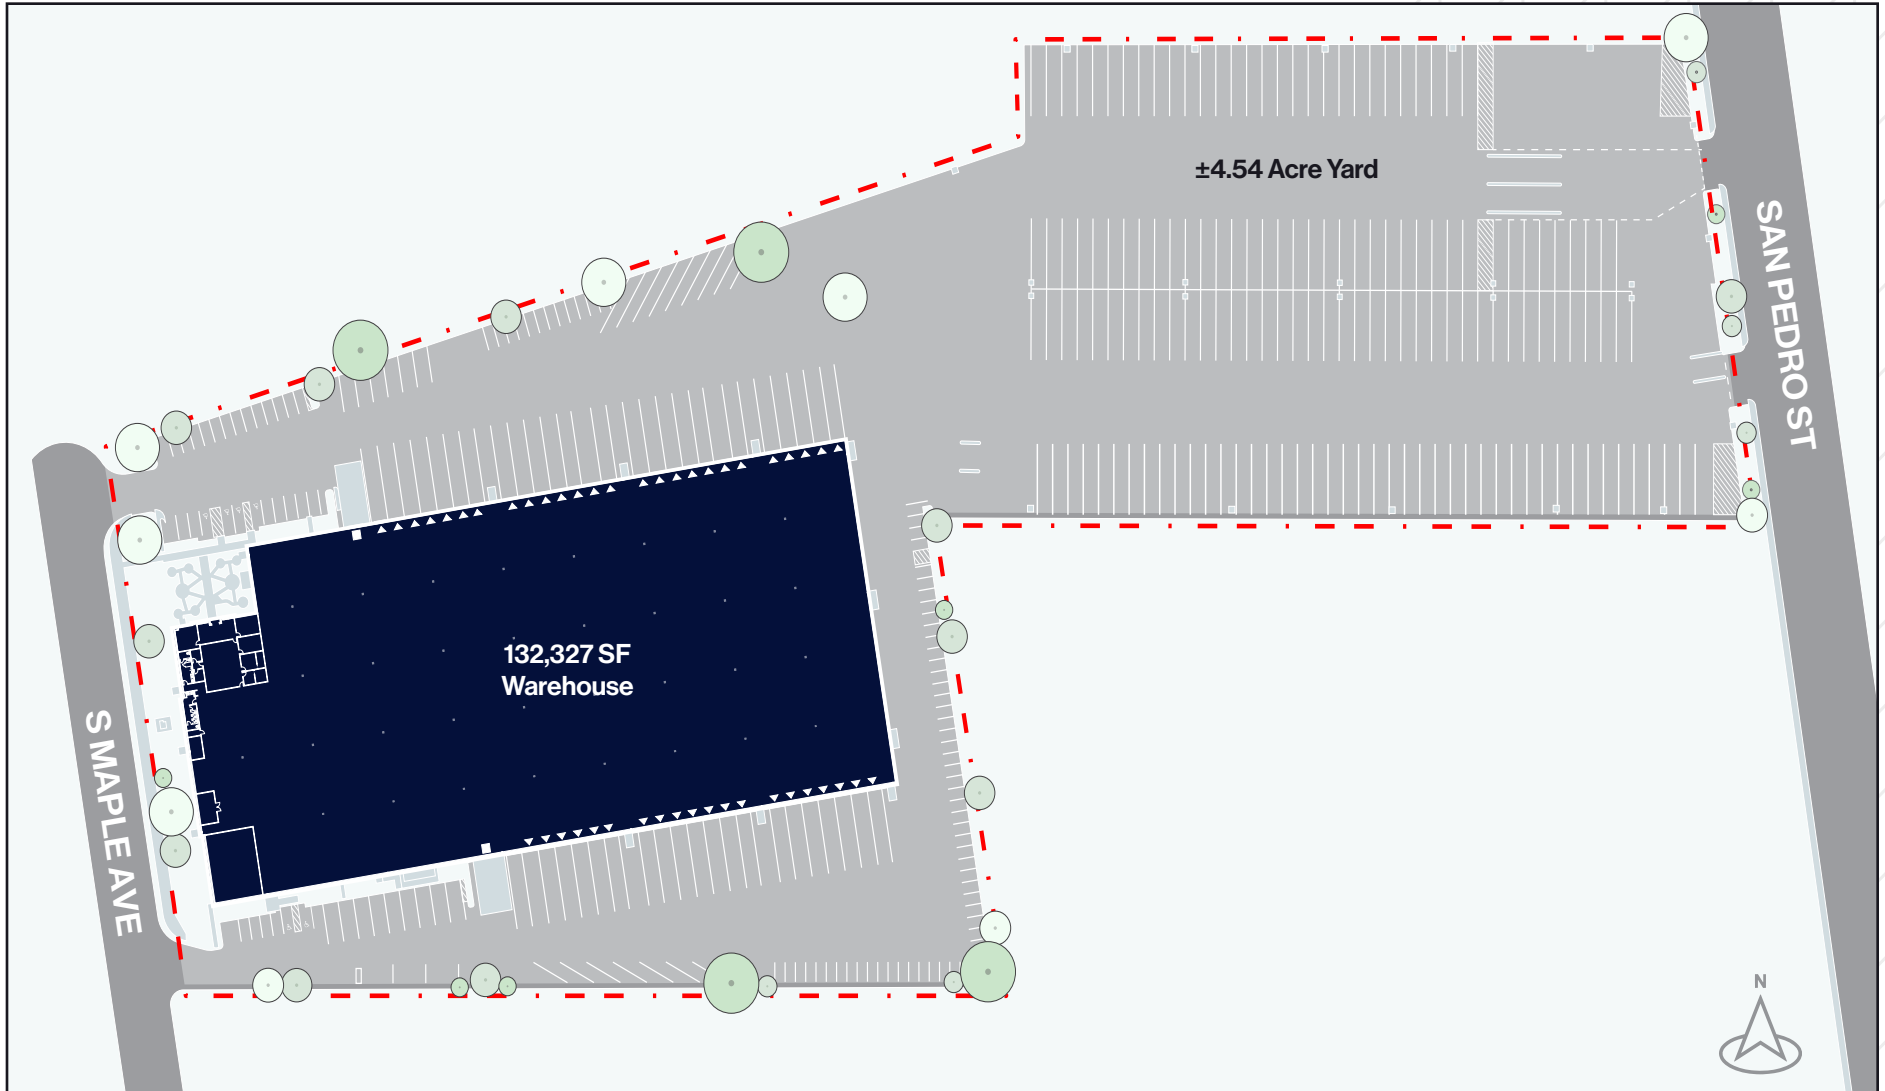 ±4.54 Acre Yard
SAN PEDRO ST
132,327 SF
Warehouse
S MAPLE AVE
N